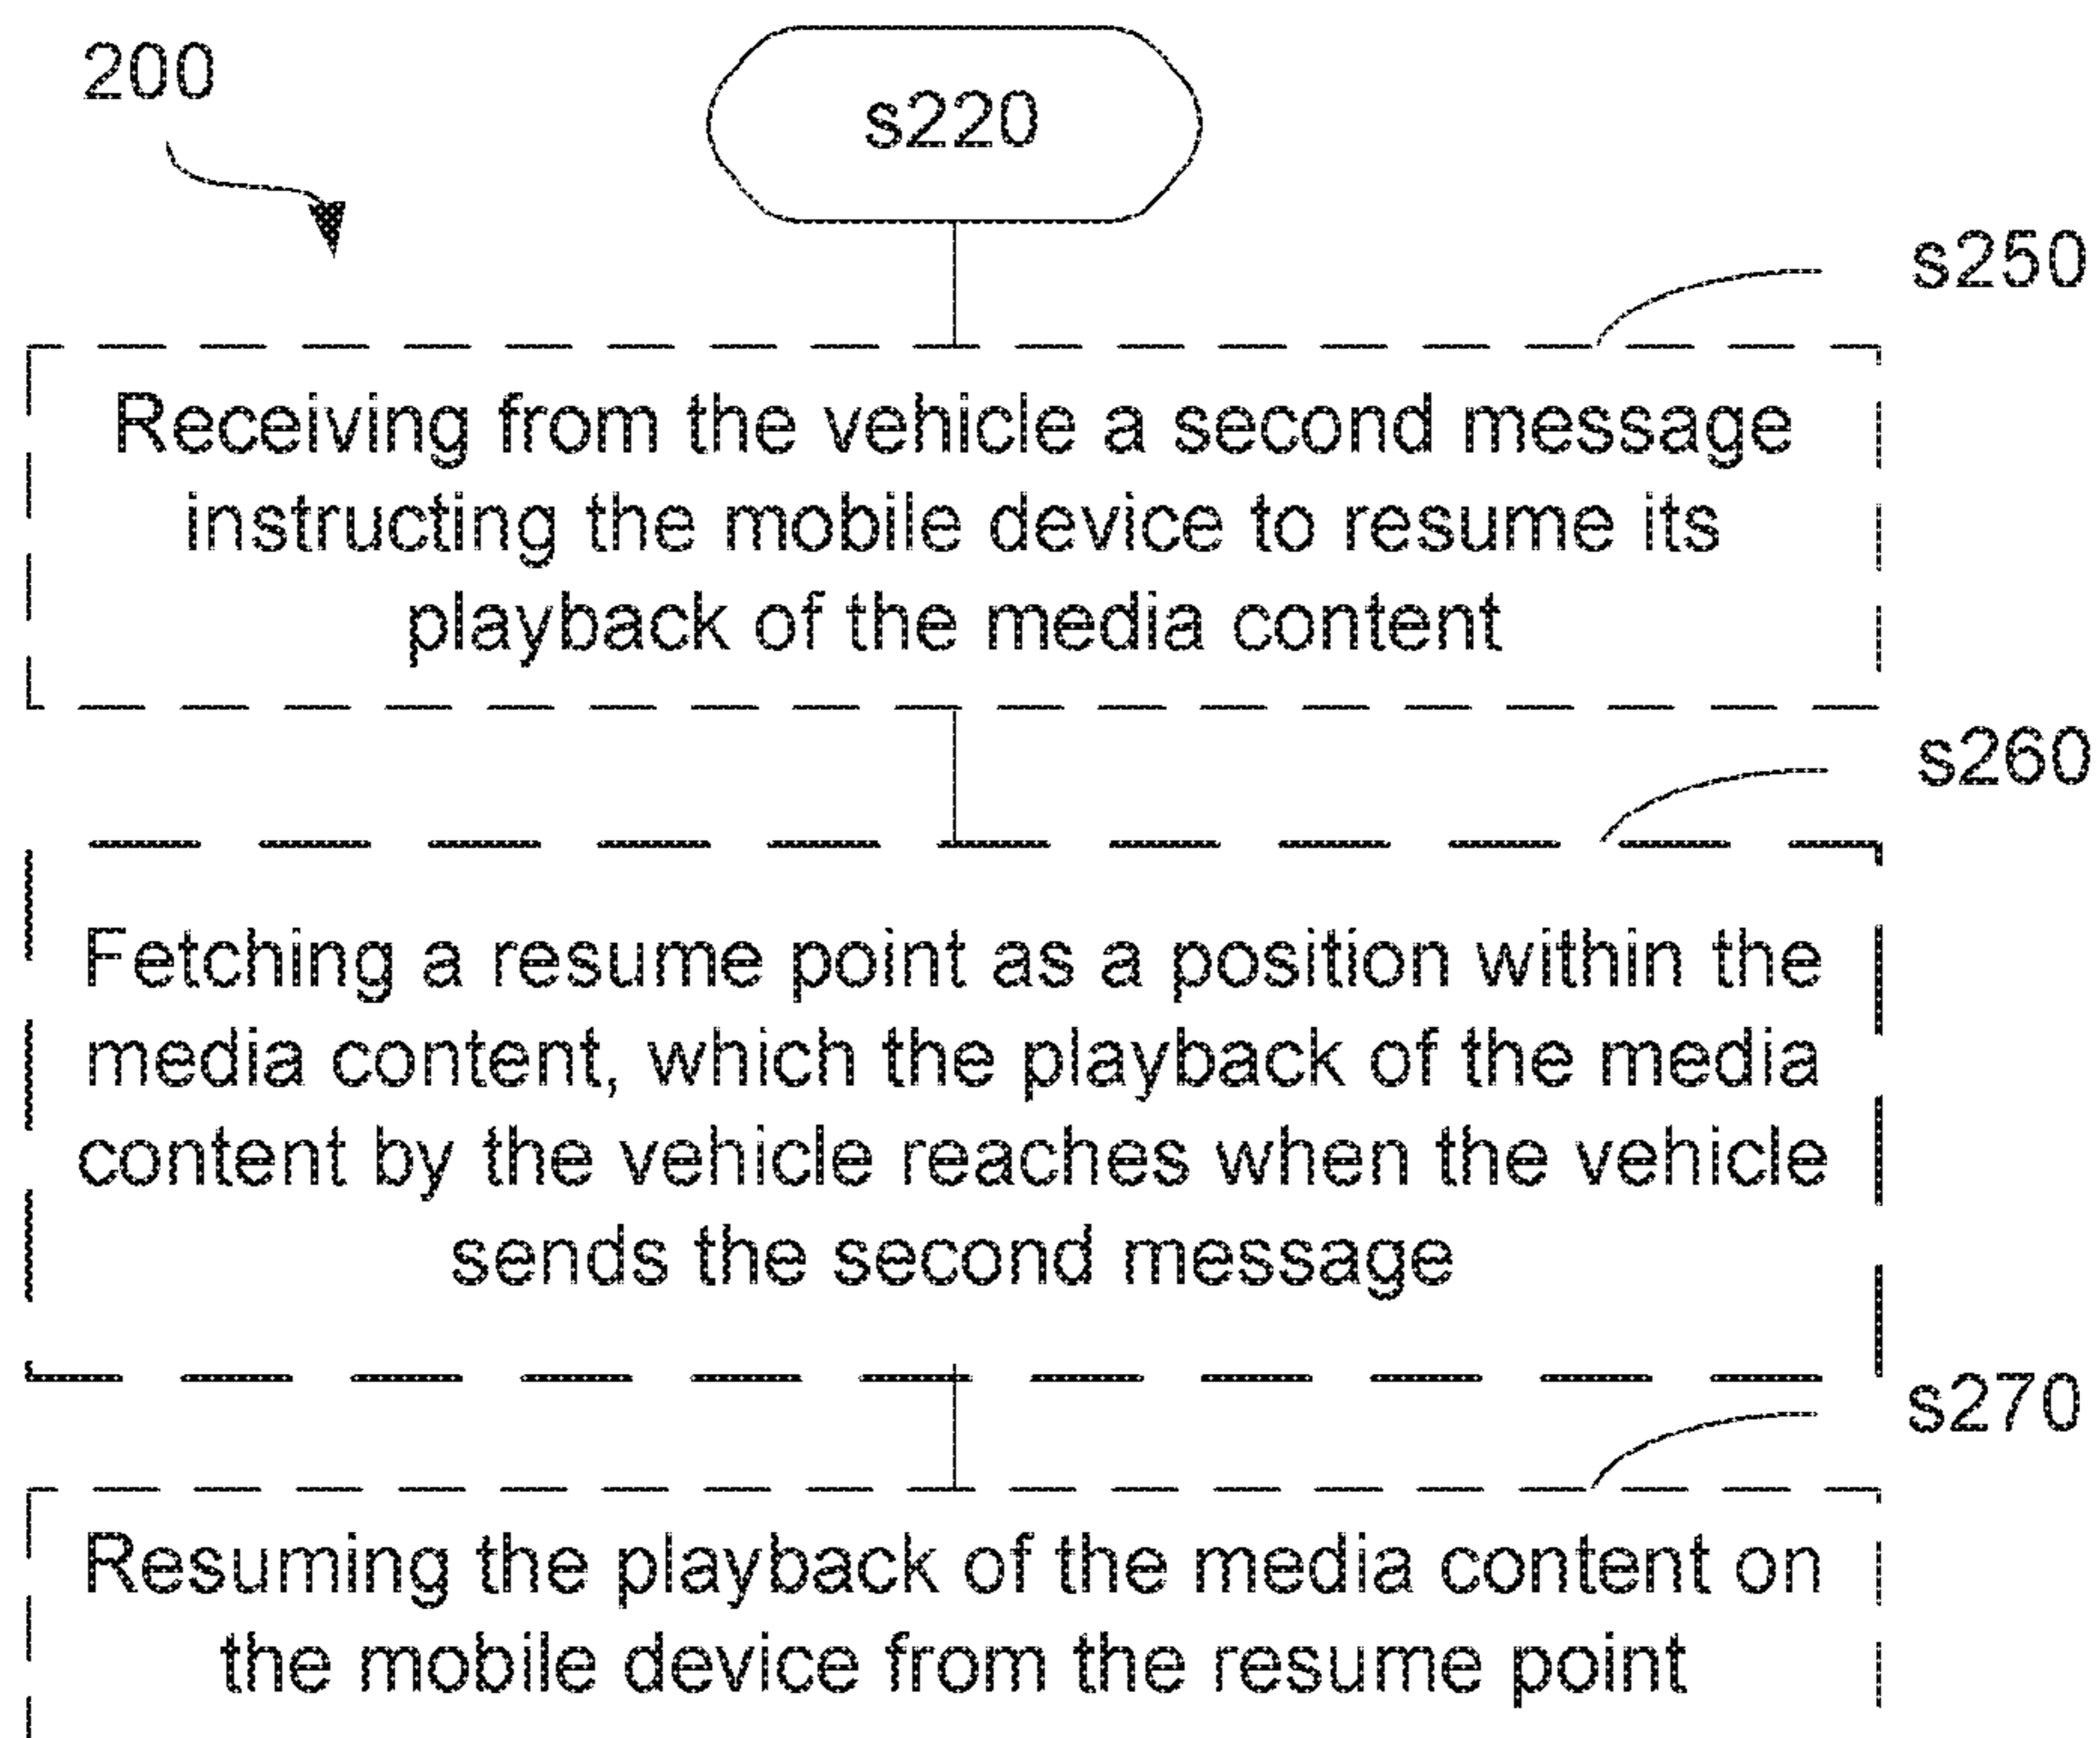 200
s220
s250
Receiving from the vehicle a second message
instructing the mobile device to resume its
playback of the media content
s260
Fetching a resume point as a position within the
media content, which the playback of the media
content by the vehicle reaches when the vehicle
sends the second message
s270
Resuming the playback of the media content on
the mobile device from the resume point